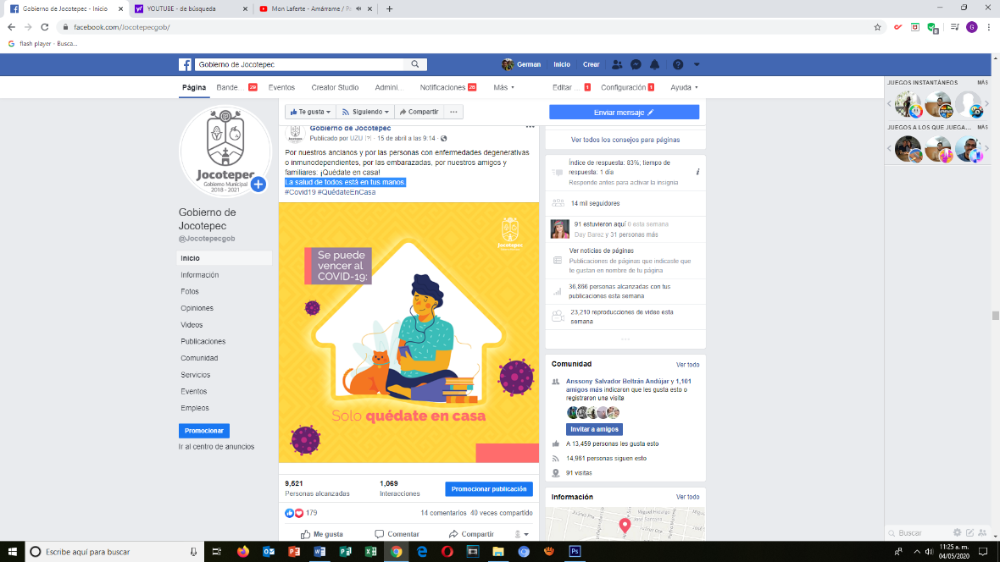 Gobierno de Jocotepec - Inicio
YOUTUBE - de búsqueda
Mon Laferte - Amárrame / Pa
facebook.com/Jocotepecgob/
flash player - Busca...
Gobierno de Jocotepec
German Inicio Crear
Página Bande... 39 Eventos Creator Studio Admini... Notificaciones 26 Más Editar ... 1 Configuración 1 Ayuda
Te gusta Siguiendo Compartir ...
Enviar mensaje
Jocotepec
Gobierno Municipal
2018 - 2021
Gobierno de Jocotepec
@Jocotepecgob
Inicio
Información
Fotos
Opiniones
Videos
Publicaciones
Comunidad
Servicios
Eventos
Empleos
Promocionar
Ir al centro de anuncios
Gobierno de Jocotepec
Publicado por UZU [?] · 15 de abril a las 9:14 ·
Por nuestros ancianos y por las personas con enfermedades degenerativas
o inmunodependientes, por las embarazadas, por nuestros amigos y
familiares: ¡Quédate en casa!
La salud de todos está en tus manos.
#Covid19 #QuédateEnCasa
Jocotepec
Se puede
vencer al
COVID-19:
Solo quédate en casa
9,521
Personas alcanzadas
1,069
Interacciones
Promocionar publicación
179
14 comentarios 40 veces compartido
Me gusta Comentar Compartir
Ver todos los consejos para páginas
Índice de respuesta: 83%, tiempo de
respuesta: 1 día
Responde antes para activar la insignia
14 mil seguidores
91 estuvieron aquí 0 esta semana
Day Barez y 31 personas más
Ver noticias de páginas
Publicaciones de páginas que indicaste que
te gustan en nombre de tu página
36,866 personas alcanzadas con tus
publicaciones esta semana
23,210 reproducciones de video esta
semana
...
Comunidad Ver todo
Anssony Salvador Beltrán Andújar y 1,101
amigos más indicaron que les gusta esto o
registraron una visita
Invitar a amigos
A 13,459 personas les gusta esto
14,961 personas siguen esto
91 visitas
Información Ver todo
Miguel Hidalgo
JUEGOS INSTANTÁNEOS MÁS
JUEGOS A LOS QUE JUEGA... MÁS
Buscar
Escribe aquí para buscar
11:25 a. m.
04/05/2020